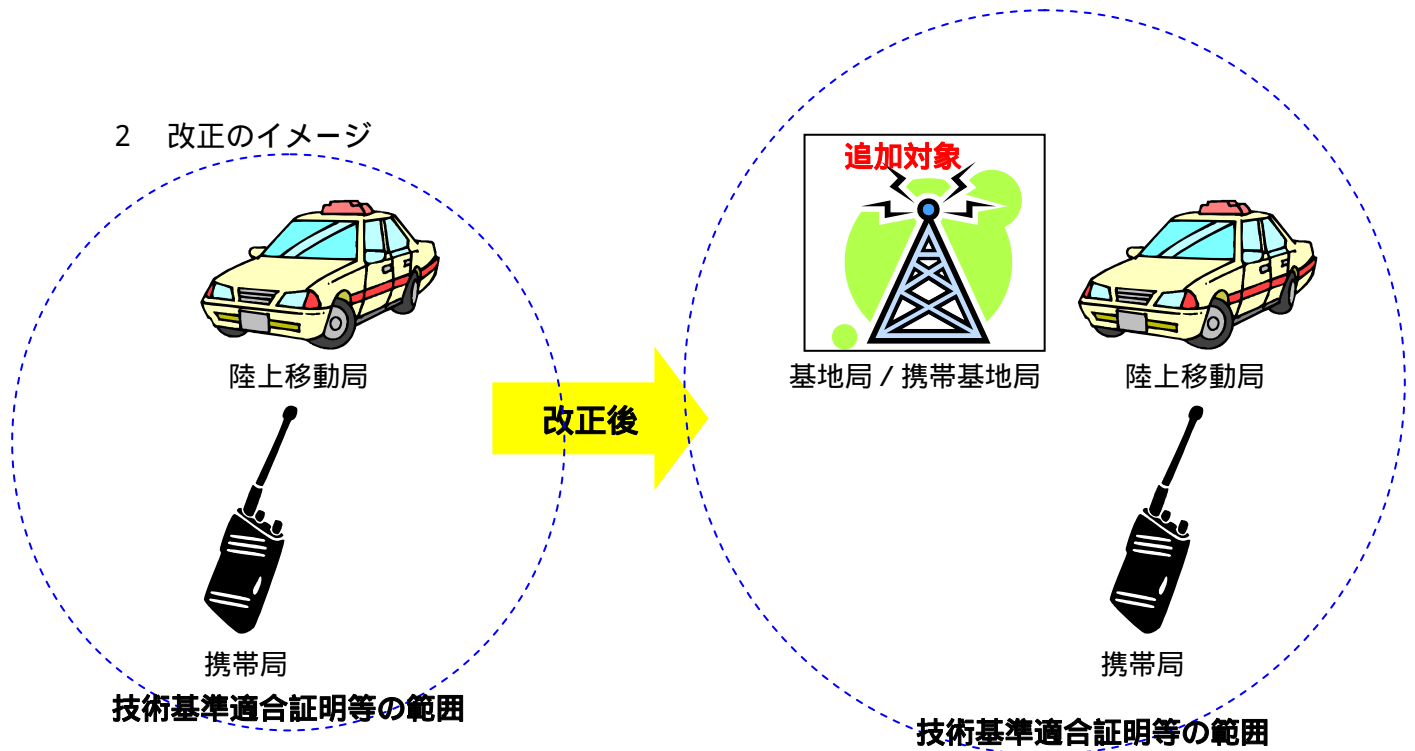 2　改正のイメージ
陸上移動局
携帯局
技術基準適合証明等の範囲
改正後
追加対象
基地局 / 携帯基地局
陸上移動局
携帯局
技術基準適合証明等の範囲